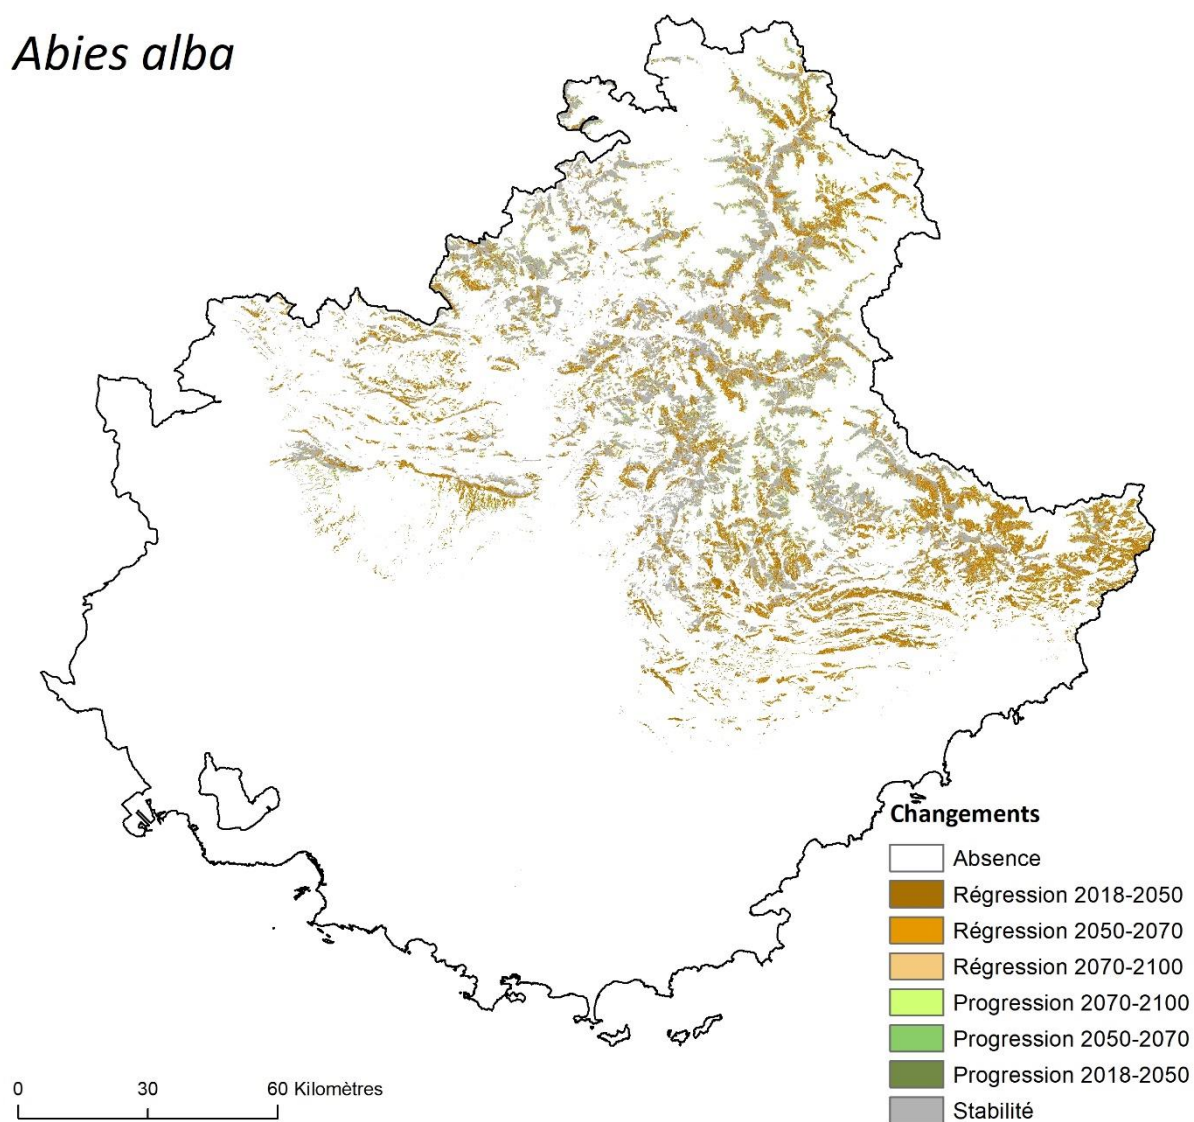 Abies alba
Changements
Absence
Régression 2018-2050
Régression 2050-2070
Régression 2070-2100
Progression 2070-2100
Progression 2050-2070
Progression 2018-2050
Stabilité
0 30 60 Kilomètres